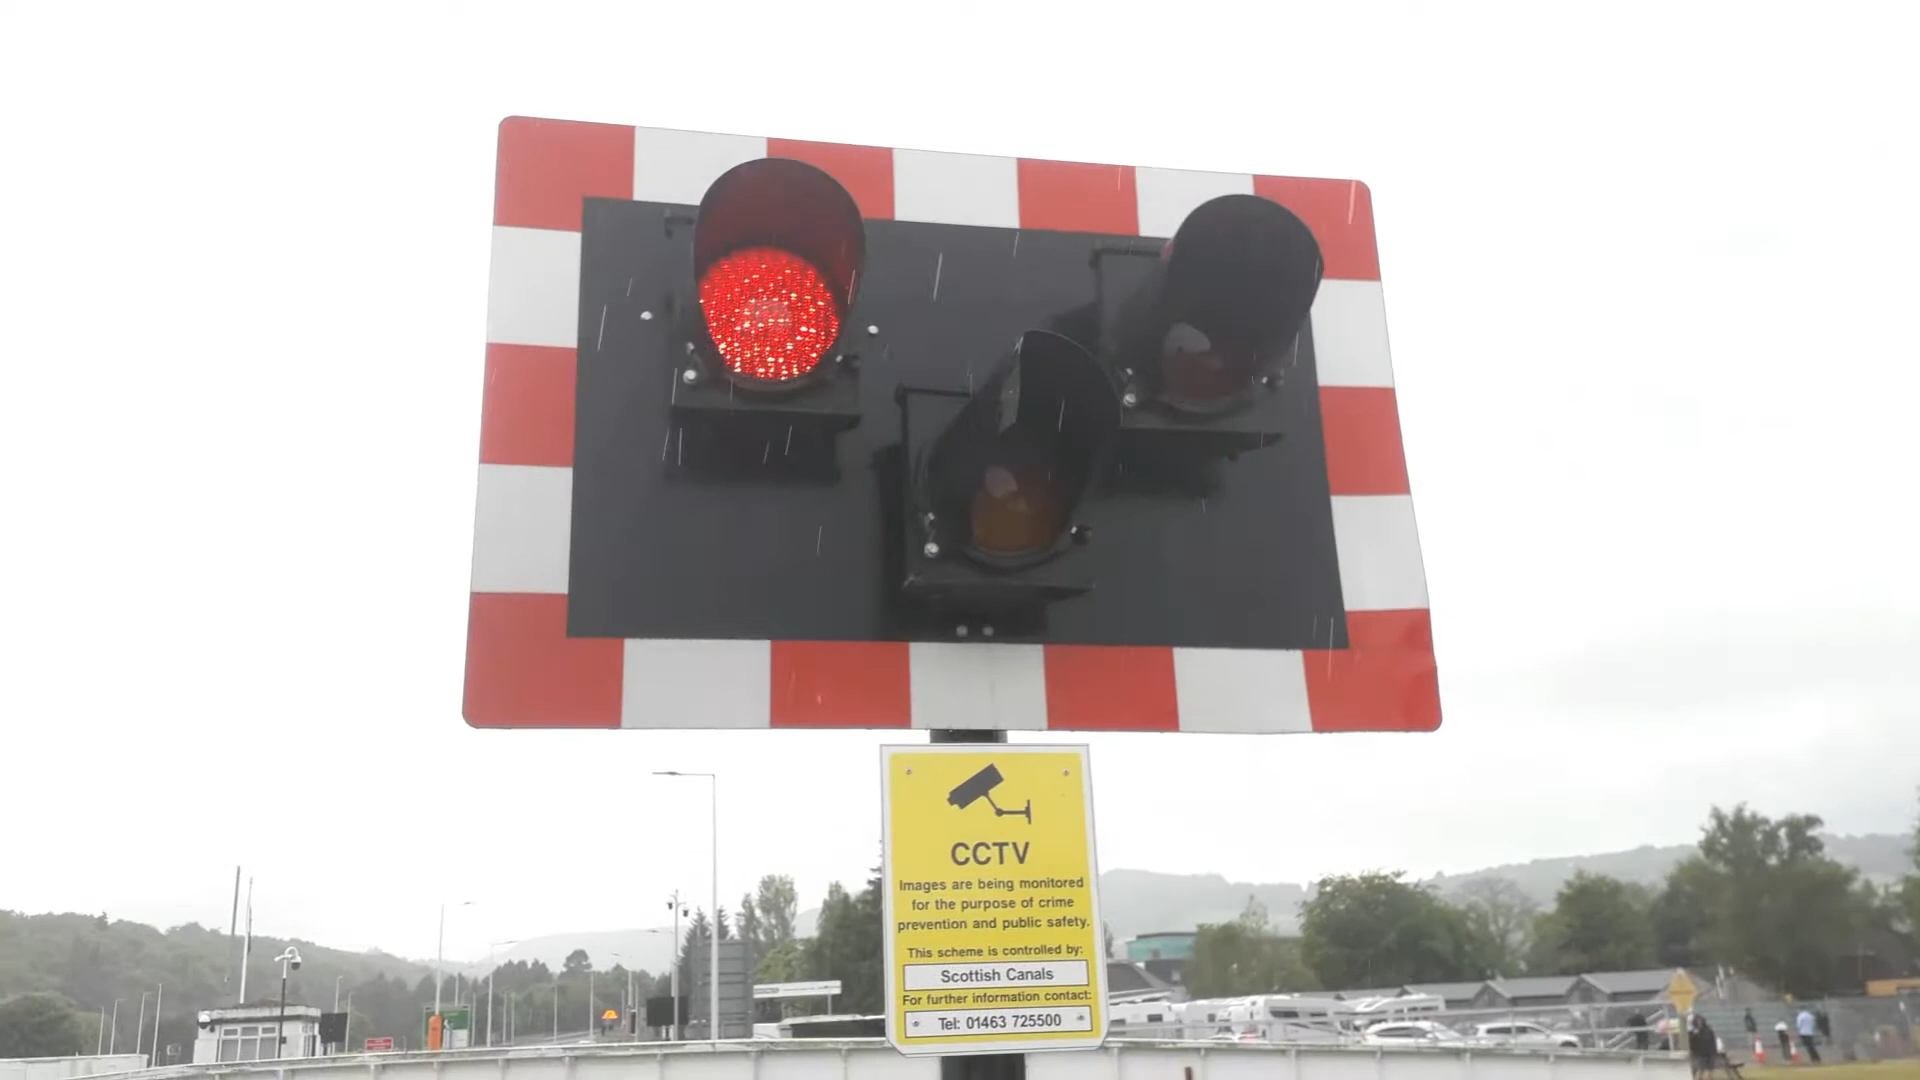 CCTV
Images are being monitored
for the purpose of crime
prevention and public safety.
This scheme is controlled by:
Scottish Canals
For further information contact:
Tel: 01463 725500